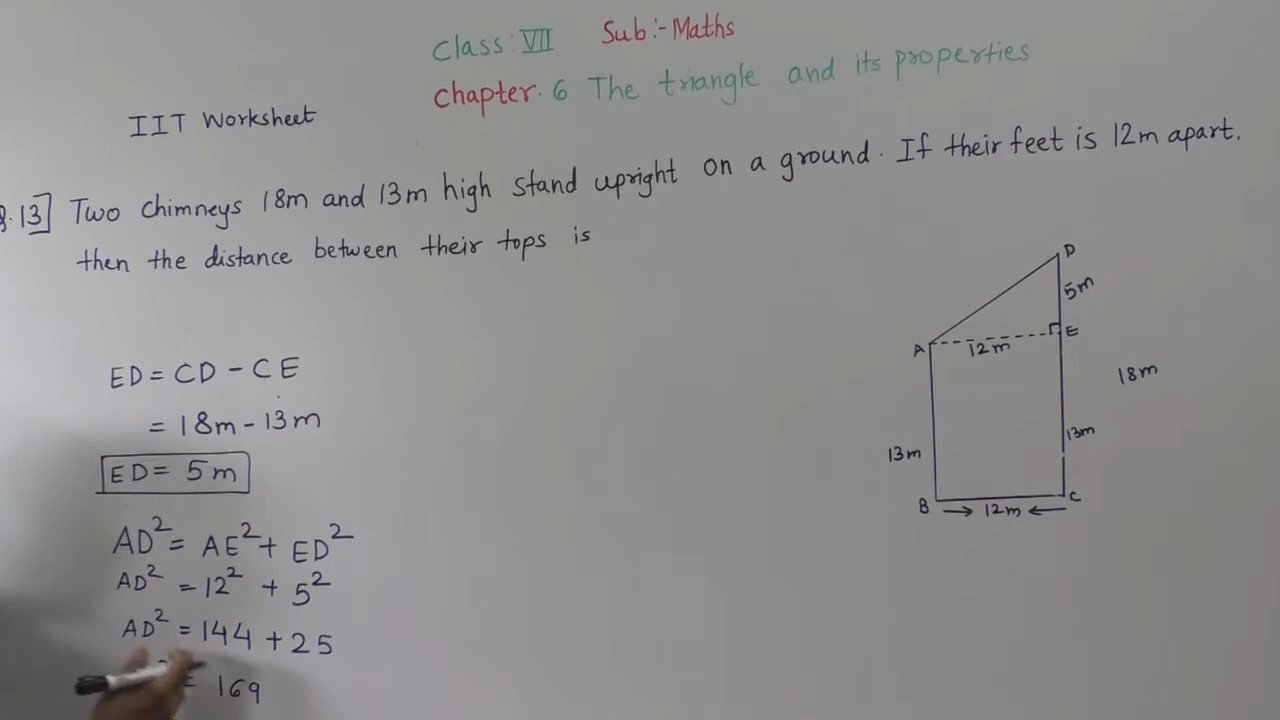 Class: VII Sub:- Maths
Chapter. 6 The triangle and its properties
IIT Worksheet
13] Two chimneys 18m and 13m high stand upright on a ground. If their feet is 12m apart.
then the distance between their tops is
D
5m
A
12m
E
18m
13m
13m
B
12m
C
ED = CD - CE
= 18m - 13m
ED = 5m
AD² = AE² + ED²
AD² = 12² + 5²
AD² = 144 + 25
= 169